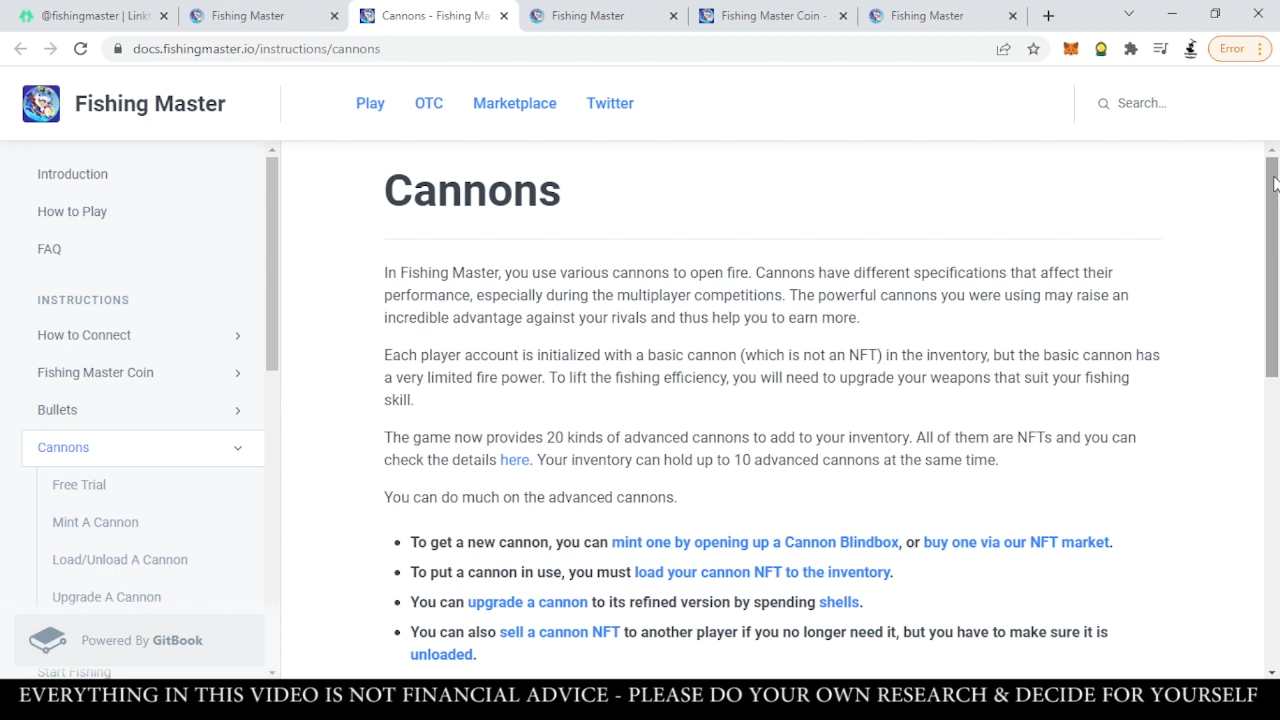 @fishingmaster | Link
Fishing Master
Cannons - Fishing Ma
Fishing Master
Fishing Master Coin -
Fishing Master
docs.fishingmaster.io/instructions/cannons
Error
Fishing Master
Play
OTC
Marketplace
Twitter
Search...
Introduction
How to Play
FAQ
INSTRUCTIONS
How to Connect
Fishing Master Coin
Bullets
Cannons
Free Trial
Mint A Cannon
Load/Unload A Cannon
Upgrade A Cannon
Powered By GitBook
Start Fishing
Cannons
In Fishing Master, you use various cannons to open fire. Cannons have different specifications that affect their
performance, especially during the multiplayer competitions. The powerful cannons you were using may raise an
incredible advantage against your rivals and thus help you to earn more.
Each player account is initialized with a basic cannon (which is not an NFT) in the inventory, but the basic cannon has
a very limited fire power. To lift the fishing efficiency, you will need to upgrade your weapons that suit your fishing
skill.
The game now provides 20 kinds of advanced cannons to add to your inventory. All of them are NFTs and you can
check the details here. Your inventory can hold up to 10 advanced cannons at the same time.
You can do much on the advanced cannons.
• To get a new cannon, you can mint one by opening up a Cannon Blindbox, or buy one via our NFT market.
• To put a cannon in use, you must load your cannon NFT to the inventory.
• You can upgrade a cannon to its refined version by spending shells.
• You can also sell a cannon NFT to another player if you no longer need it, but you have to make sure it is
unloaded.
EVERYTHING IN THIS VIDEO IS NOT FINANCIAL ADVICE - PLEASE DO YOUR OWN RESEARCH & DECIDE FOR YOURSELF